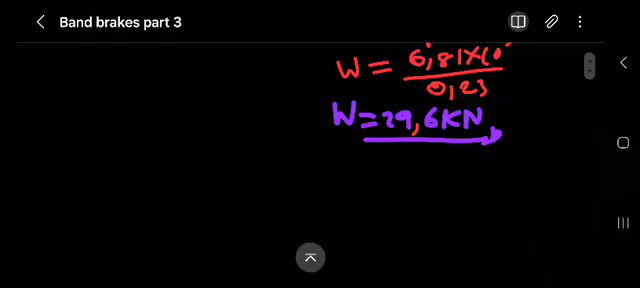 Band brakes part 3
W = 6,81×10
0,23
W = 29,6KN